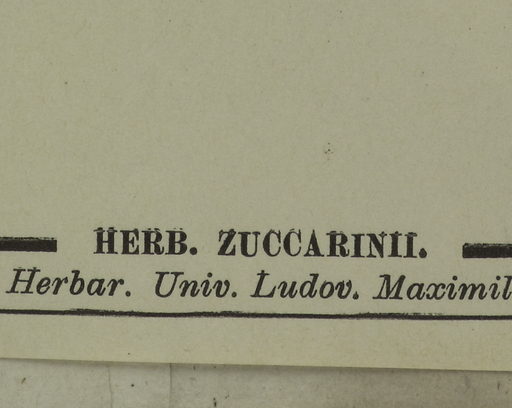 HERB. ZUCCARINII.
Herbar. Univ. Ludov. Maximil